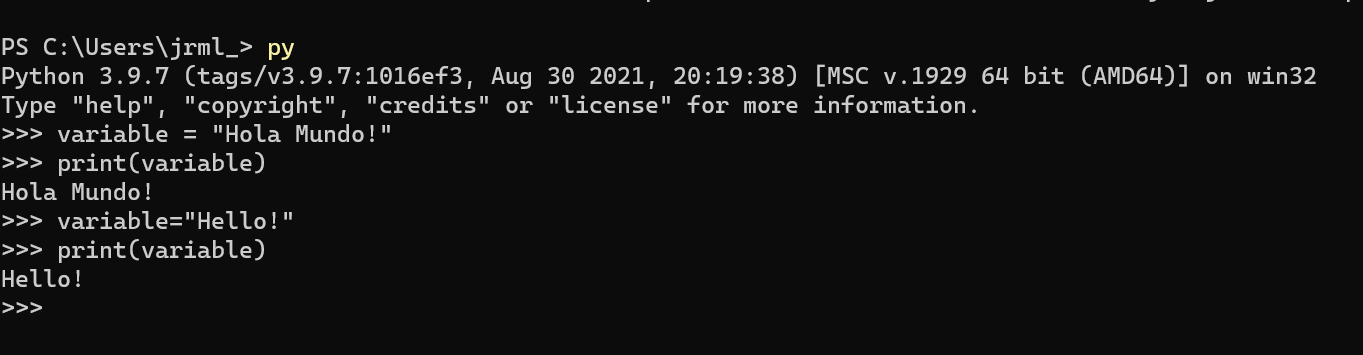 PS C:\Users\jrml_> py
Python 3.9.7 (tags/v3.9.7:1016ef3, Aug 30 2021, 20:19:38) [MSC v.1929 64 bit (AMD64)] on win32
Type "help", "copyright", "credits" or "license" for more information.
>>> variable = "Hola Mundo!"
>>> print(variable)
Hola Mundo!
>>> variable="Hello!"
>>> print(variable)
Hello!
>>>